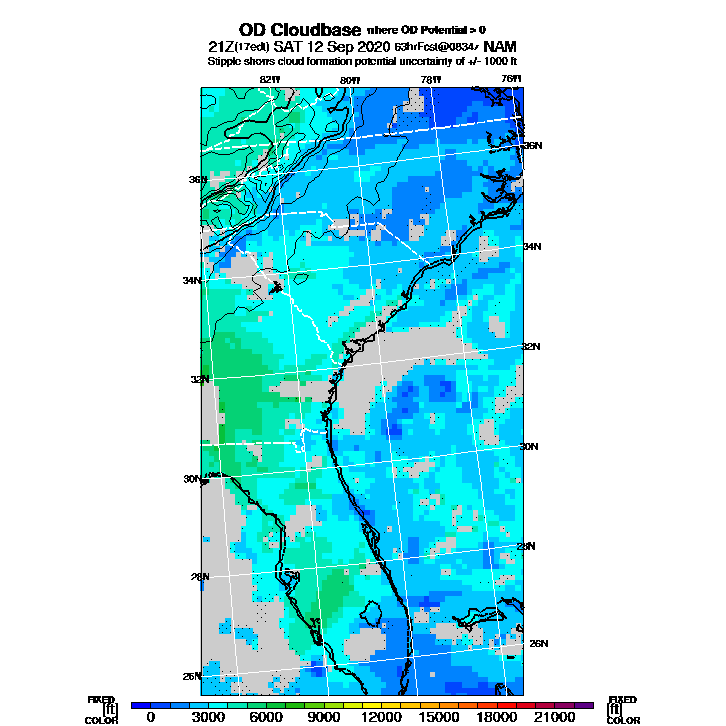 OD Cloudbase where OD Potential > 0
21Z(17edt) SAT 12 Sep 2020 63hrFcst@0834z NAM
Stipple shows cloud formation potential uncertainty of +/- 1000 ft
82W 80W 78W 76W
36N
36N
34N
34N
32N
32N
30N
30N
28N
28N
26N
26N
FIXED [ft] COLOR
0 3000 6000 9000 12000 15000 18000 21000
FIXED [ft] COLOR